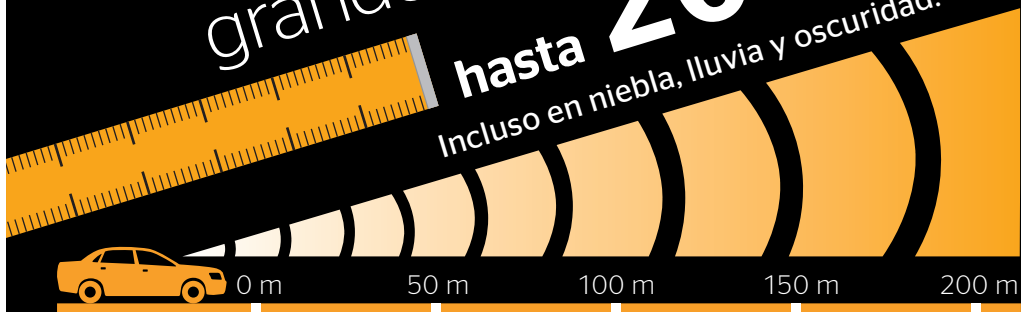 hasta
Incluso en niebla, lluvia y oscuridad.
0 m 50 m 100 m 150 m 200 m